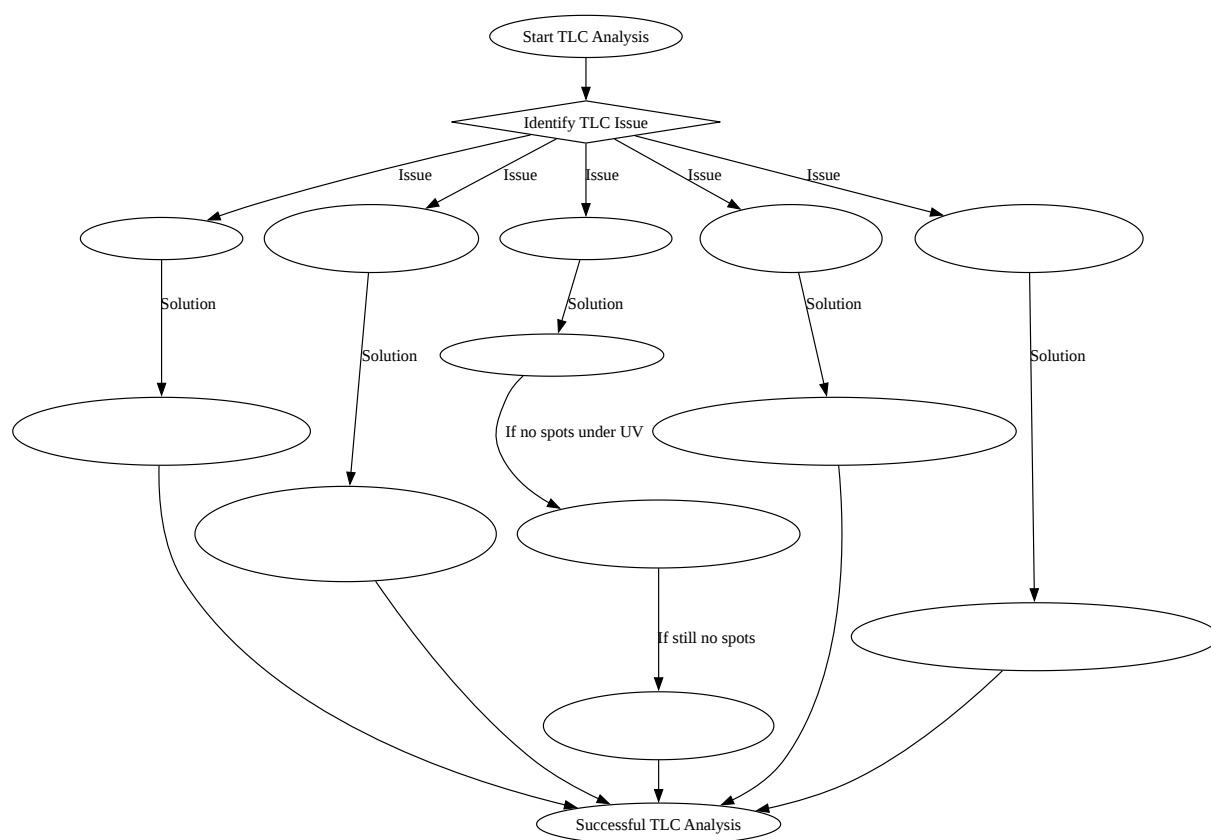 Start TLC Analysis
Identify TLC Issue
Issue
Issue
Issue
Issue
Issue
Solution
Solution
Solution
Solution
Solution
If no spots under UV
If still no spots
Successful TLC Analysis